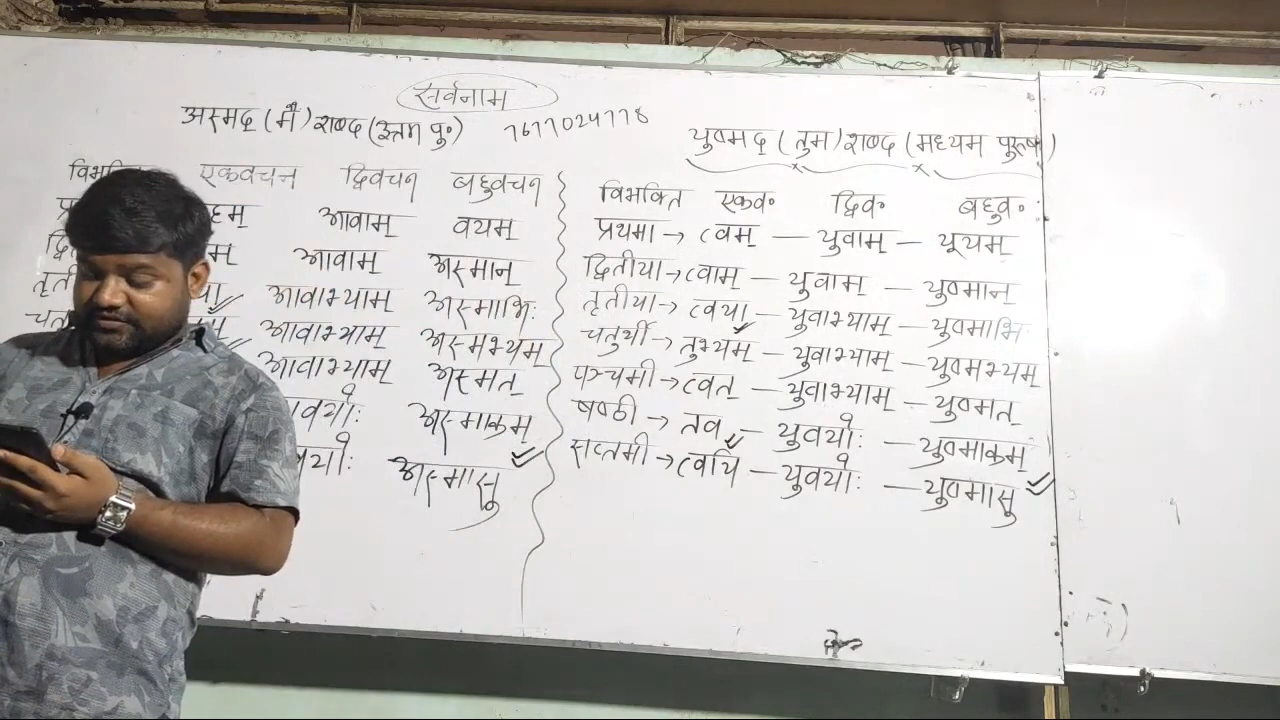 सर्वनाम
अस्मद् (मैं) शब्द (उत्तम पु०) 7677024778
विभक्ति एकवचन द्विवचन बहुवचन
आवाम् वयम्
आवाम् अस्मान्
आवाभ्याम् अस्माभिः
आवाभ्याम् अस्मभ्यम्
आवाभ्याम् अस्मत्
अस्माकम्
अस्मासु
युष्मद् (तुम) शब्द (मध्यम पुरुष)
विभक्ति एकव० द्विव० बहुव०
प्रथमा → त्वम् — युवाम् — यूयम्
द्वितीया → त्वाम् — युवाम् — युष्मान्
तृतीया → त्वया — युवाभ्याम् — युष्माभि
चतुर्थी → तुभ्यम् — युवाभ्याम् — युष्मभ्यम्
पञ्चमी → त्वत् — युवाभ्याम् — युष्मत्
षष्ठी → तव — युवयोः — युष्माकम्
सप्तमी → त्वयि — युवयोः — युष्मासु